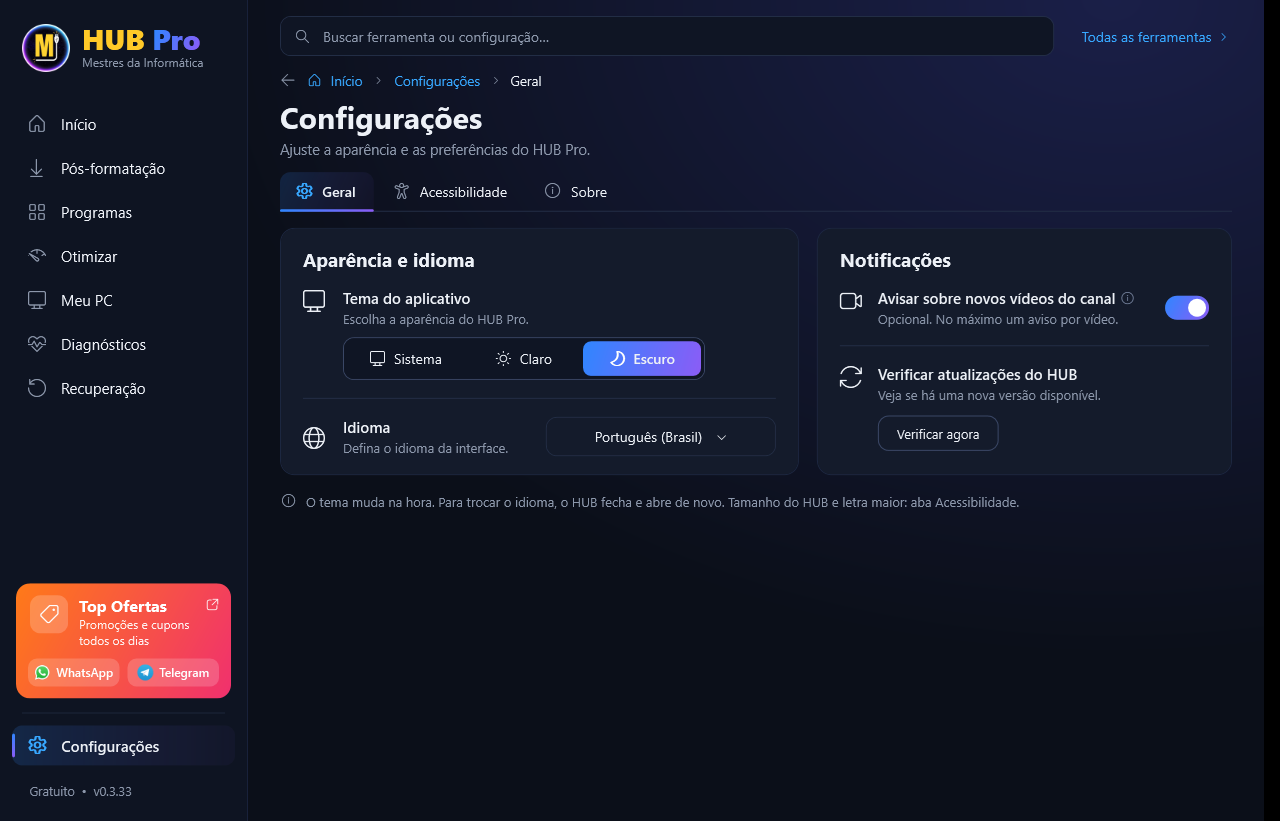 HUB Pro
Mestres da Informática
Início
Pós-formatação
Programas
Otimizar
Meu PC
Diagnósticos
Recuperação
Top Ofertas
Promoções e cupons
todos os dias
WhatsApp
Telegram
Configurações
Gratuito • v0.3.33
Buscar ferramenta ou configuração...
Todas as ferramentas
Início > Configurações > Geral
Configurações
Ajuste a aparência e as preferências do HUB Pro.
Geral
Acessibilidade
Sobre
Aparência e idioma
Tema do aplicativo
Escolha a aparência do HUB Pro.
Sistema
Claro
Escuro
Idioma
Defina o idioma da interface.
Português (Brasil)
Notificações
Avisar sobre novos vídeos do canal
Opcional. No máximo um aviso por vídeo.
Verificar atualizações do HUB
Veja se há uma nova versão disponível.
Verificar agora
O tema muda na hora. Para trocar o idioma, o HUB fecha e abre de novo. Tamanho do HUB e letra maior: aba Acessibilidade.